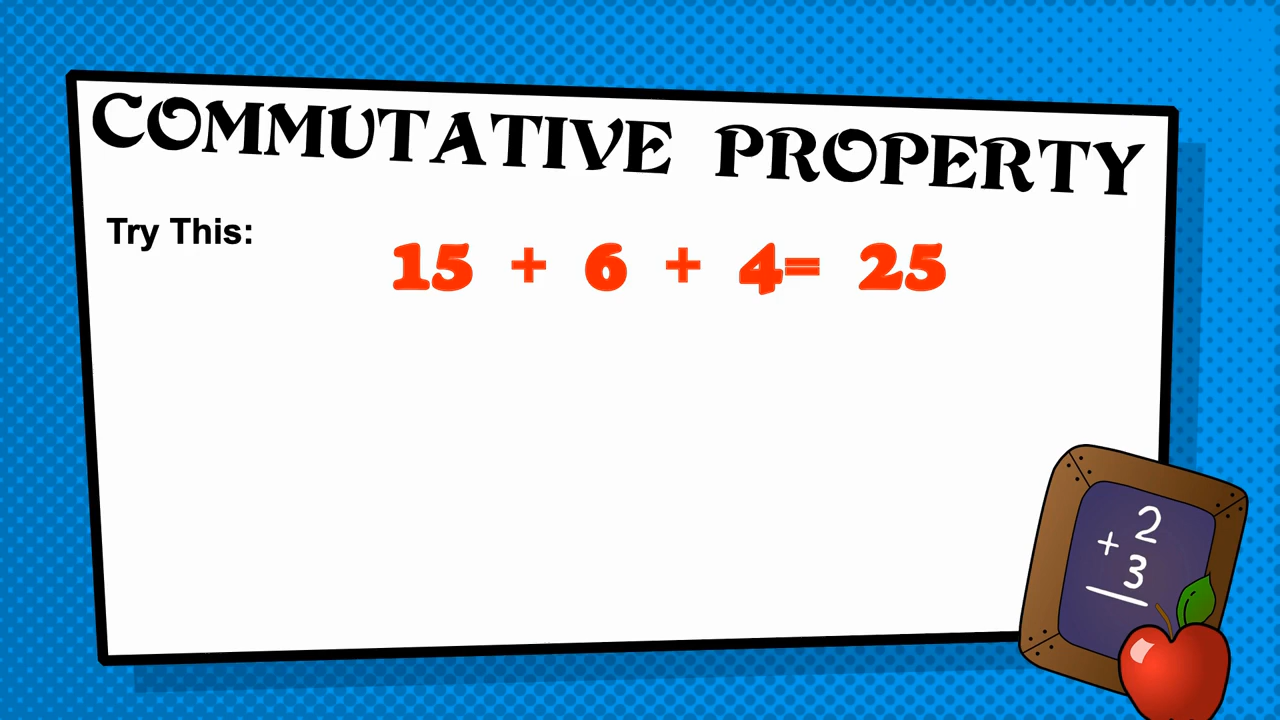 COMMUTATIVE PROPERTY
Try This:
15 + 6 + 4= 25
2
+ 3